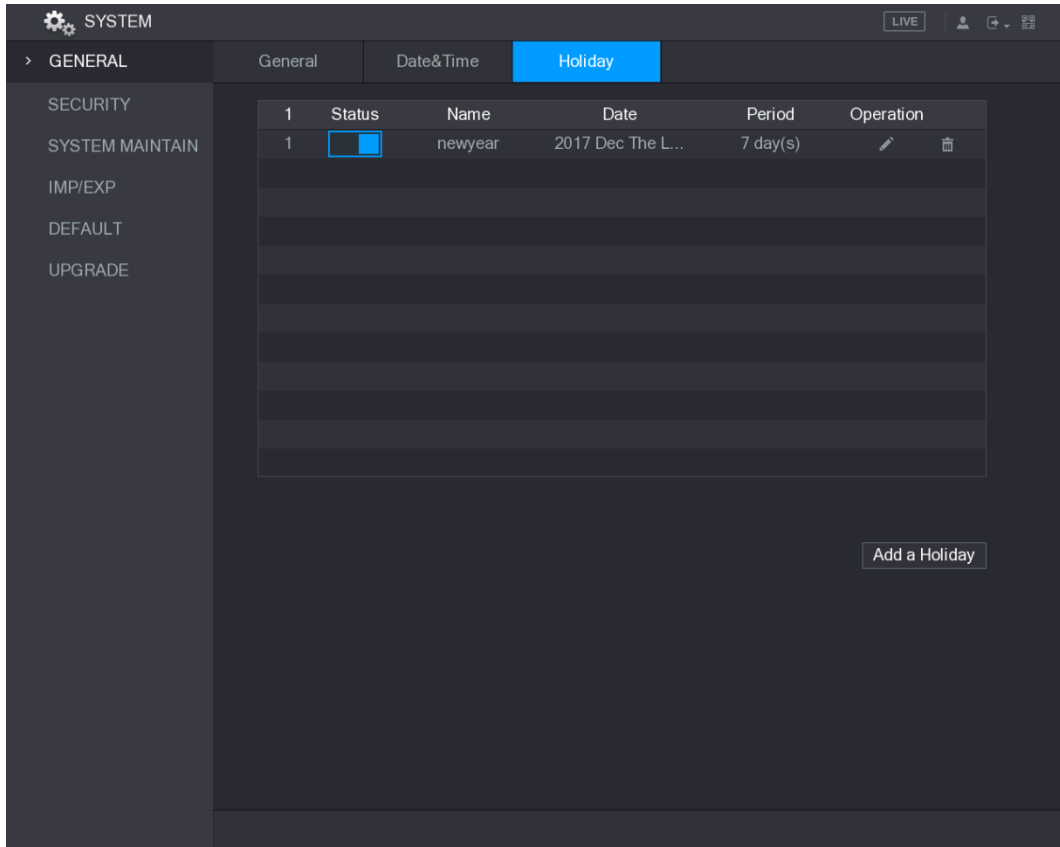 SYSTEM LIVE
GENERAL General Date&Time Holiday
SECURITY
SYSTEM MAINTAIN
IMP/EXP
DEFAULT
UPGRADE
1 Status Name Date Period Operation
1 newyear 2017 Dec The L... 7 day(s)
Add a Holiday